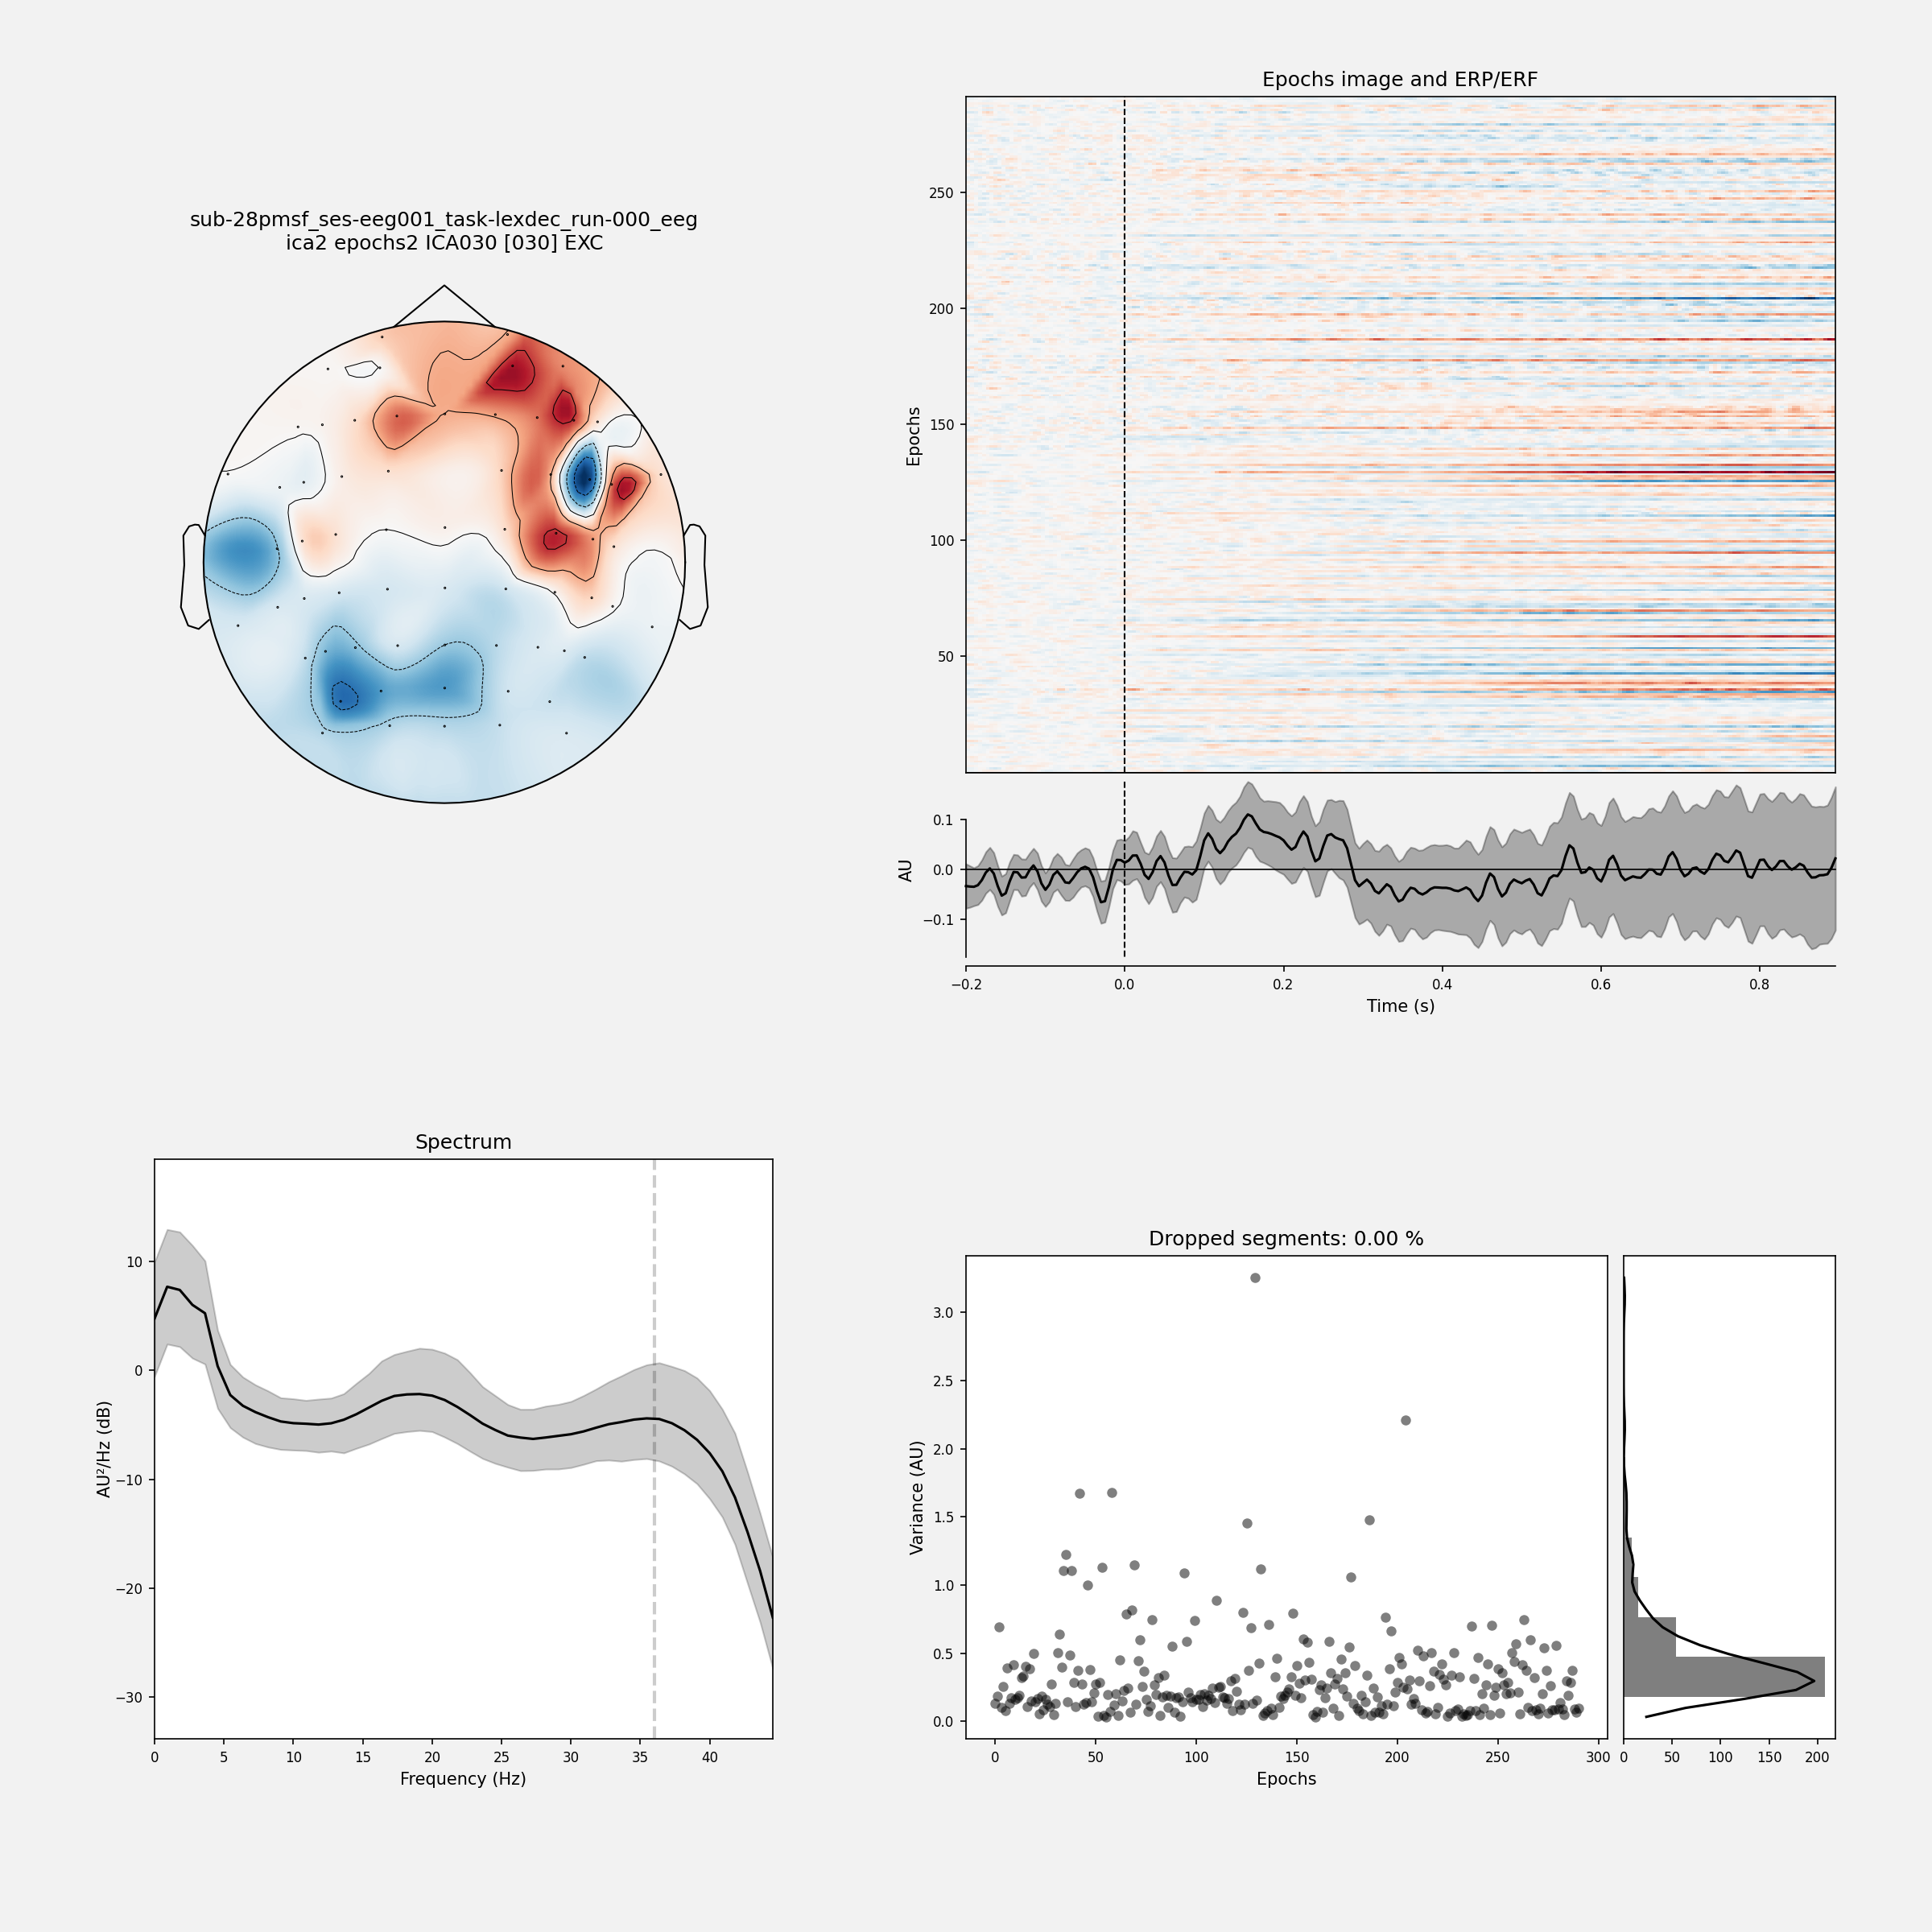 sub-28pmsf_ses-eeg001_task-lexdec_run-000_eeg
ica2 epochs2 ICA030 [030] EXC
Epochs image and ERP/ERF
Epochs
250
200
150
100
50
AU
0.1
0.0
−0.1
−0.2 0.0 0.2 0.4 0.6 0.8
Time (s)
Spectrum
AU²/Hz (dB)
10
0
−10
−20
−30
0 5 10 15 20 25 30 35 40
Frequency (Hz)
Dropped segments: 0.00 %
Variance (AU)
3.0
2.5
2.0
1.5
1.0
0.5
0.0
0 50 100 150 200 250 300
Epochs
0 50 100 150 200